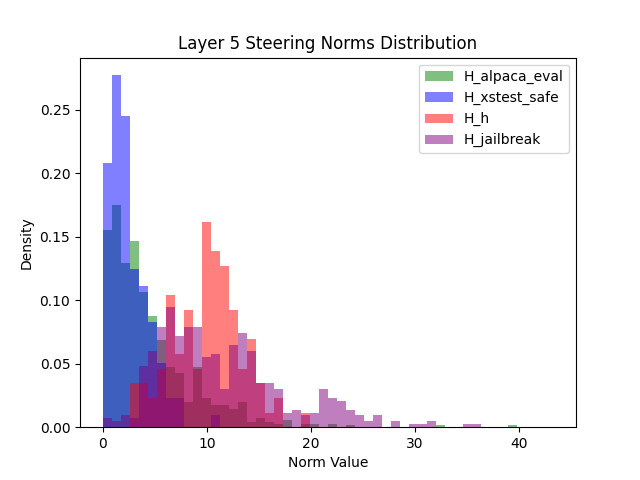 Layer 5 Steering Norms Distribution
H_alpaca_eval
H_xstest_safe
H_h
H_jailbreak
Density
0.25
0.20
0.15
0.10
0.05
0.00
0
10
20
30
40
Norm Value